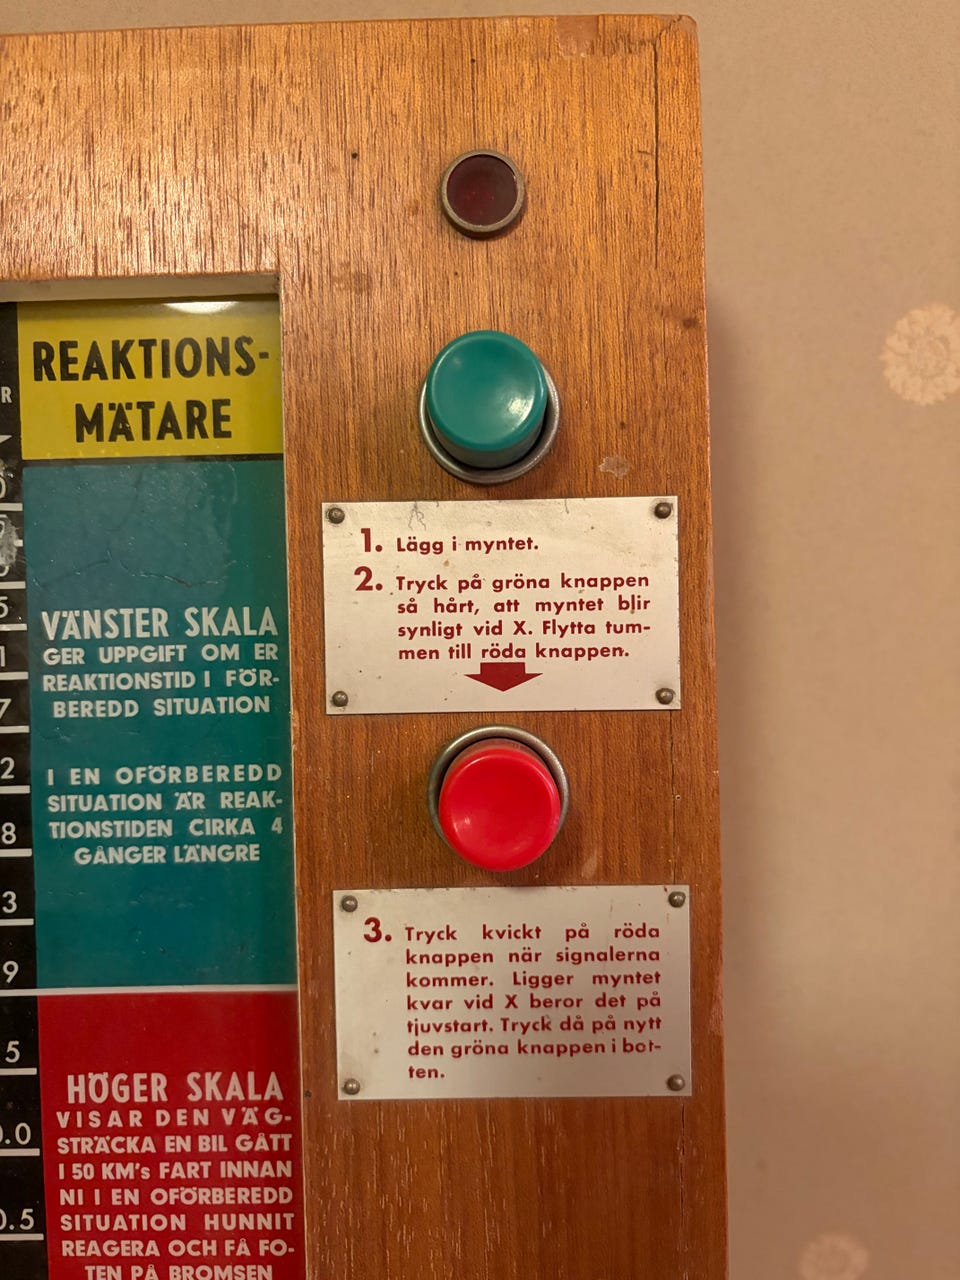 REAKTIONS-
MÄTARE
VÄNSTER SKALA
GER UPPGIFT OM ER
REAKTIONSTID I FÖR-
BEREDD SITUATION
I EN OFÖRBEREDD
SITUATION ÄR REAK-
TIONSTIDEN CIRKA 4
GÅNGER LÄNGRE
HÖGER SKALA
VISAR DEN VÄG-
STRÄCKA EN BIL GÅTT
I 50 KM's FART INNAN
NI I EN OFÖRBEREDD
SITUATION HUNNIT
REAGERA OCH FÅ FO-
TEN PÅ BROMSEN
1. Lägg i myntet.
2. Tryck på gröna knappen
så hårt, att myntet blir
synligt vid X. Flytta tum-
men till röda knappen.
3. Tryck kvickt på röda
knappen när signalerna
kommer. Ligger myntet
kvar vid X beror det på
tjuvstart. Tryck då på nytt
den gröna knappen i bot-
ten.